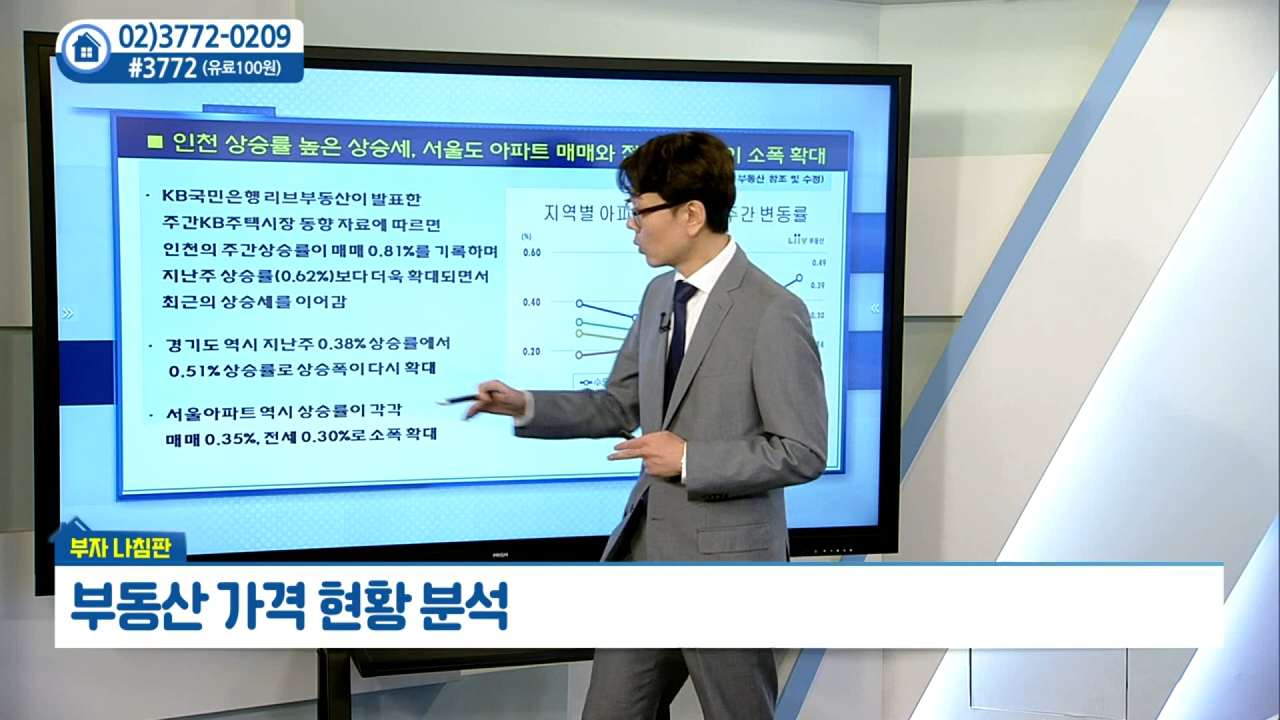 02)3772-0209
#3772 (유료100원)
■ 인천 상승률 높은 상승세, 서울도 아파트 매매와 소폭 확대
부동산 참조 및 수정)
· KB국민은행 리브부동산이 발표한
주간KB주택시장 동향 자료에 따르면
인천의 주간상승률이 매매 0.81%를 기록하며
지난주 상승률(0.62%)보다 더욱 확대되면서
최근의 상승세를 이어감
· 경기도 역시 지난주 0.38% 상승률에서
0.51% 상승률로 상승폭이 다시 확대
· 서울아파트 역시 상승률이 각각
매매 0.35%, 전세 0.30%로 소폭 확대
지역별 변동률
Liiv 부동산
(%)
0.60
0.40
0.20
0.49
0.39
PRISM
부자 나침판
부동산 가격 현황 분석